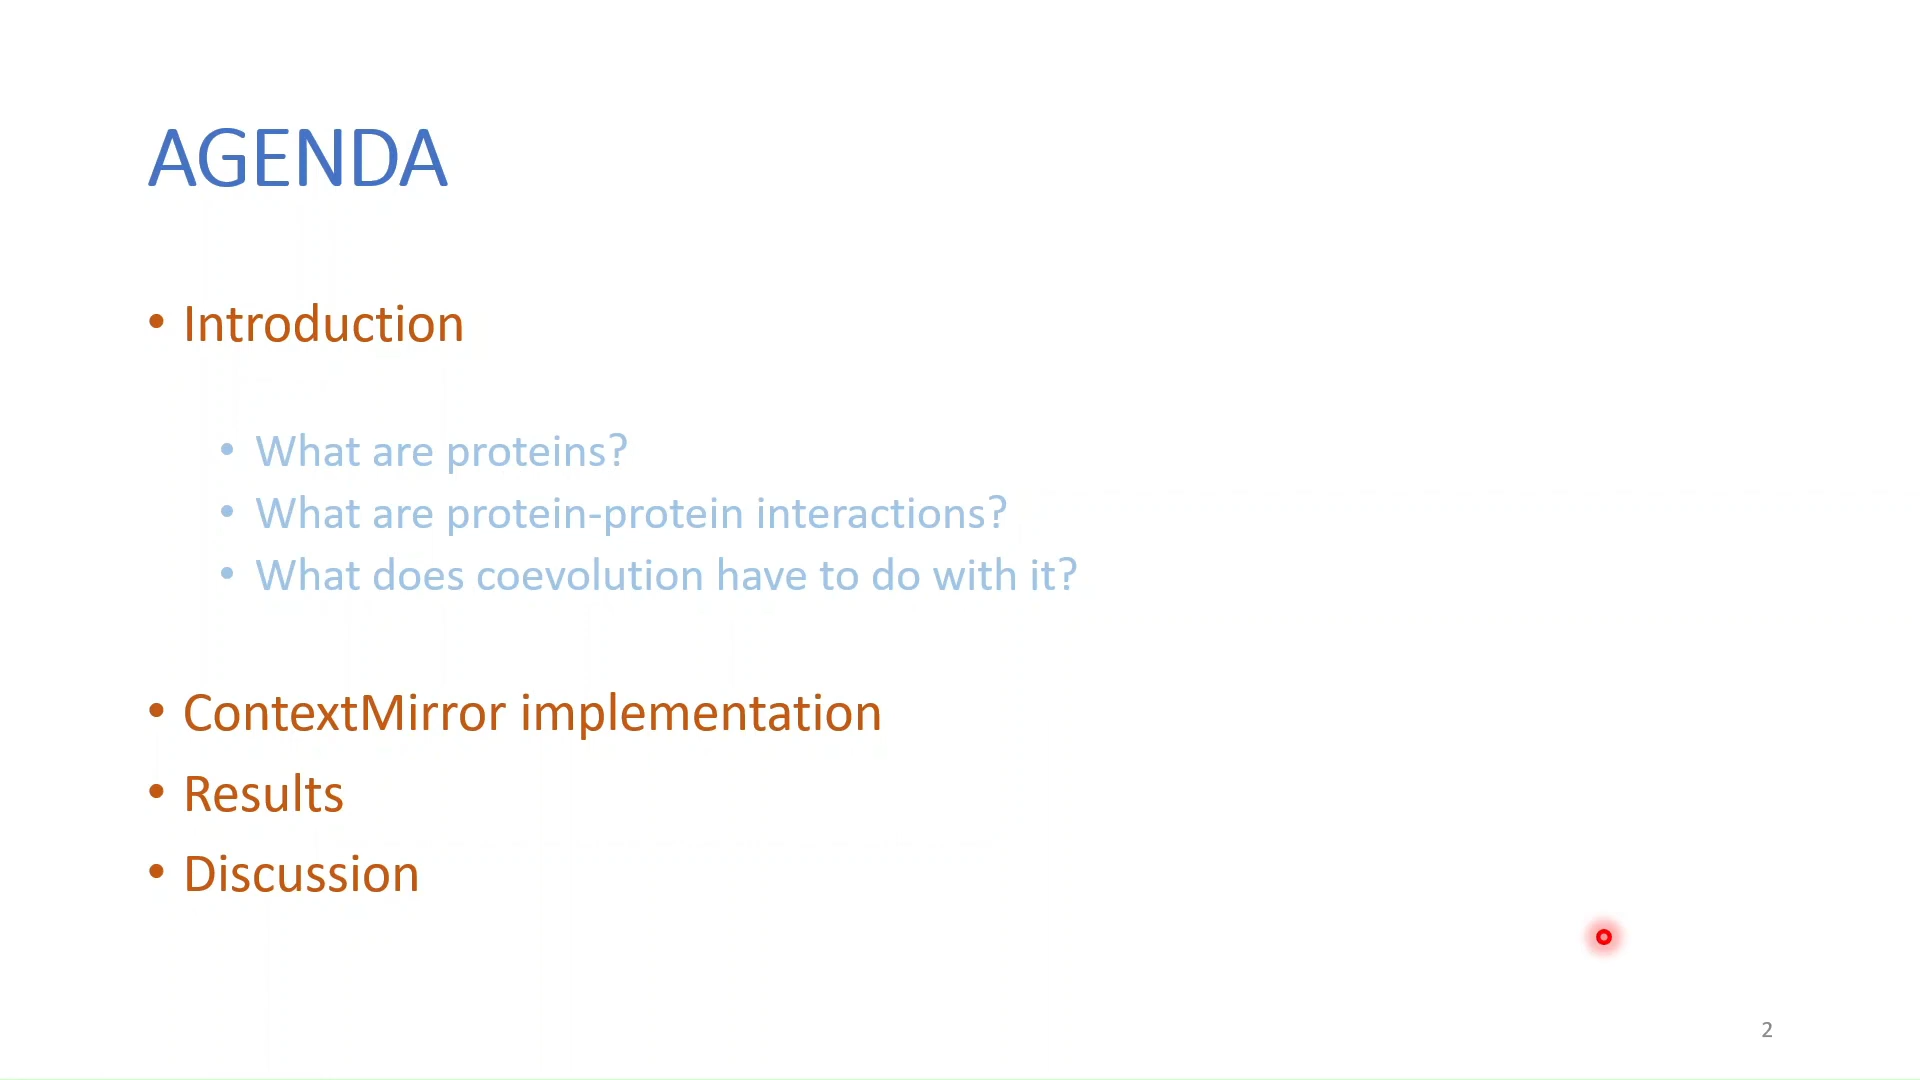 AGENDA
• Introduction
• What are proteins?
• What are protein-protein interactions?
• What does coevolution have to do with it?
• ContextMirror implementation
• Results
• Discussion
2